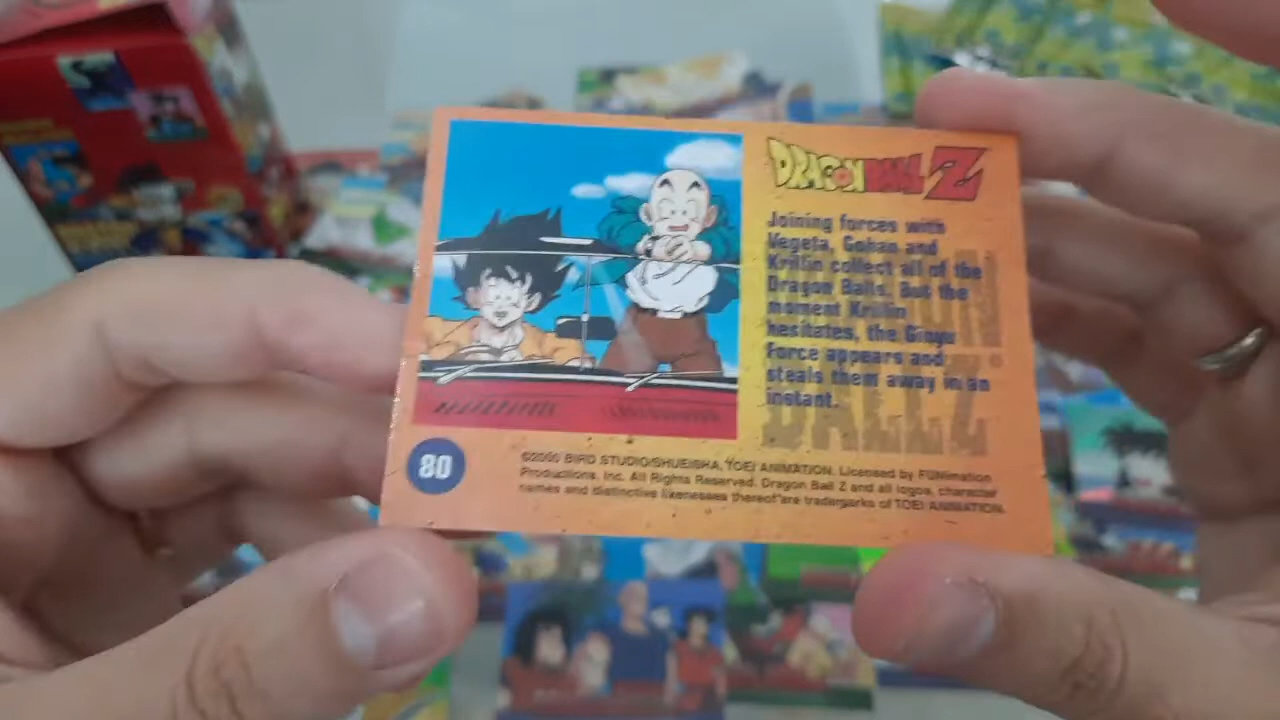 DRAGON BALL Z
Joining forces with
Vegeta, Gohan and
Krillin collect all of the
Dragon Balls. But the
moment Krillin
hesitates, the Ginyu
Force appears and
steals them away in an
instant.
BALL Z
80
©2000 BIRD STUDIO/SHUEISHA, TOEI ANIMATION. Licensed by FUNimation
Productions, Inc. All Rights Reserved. Dragon Ball Z and all logos, character
names and distinctive likenesses thereof are trademarks of TOEI ANIMATION.